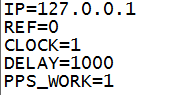 IP=127.0.0.1
REF=0
CLOCK=1
DELAY=1000
PPS_WORK=1